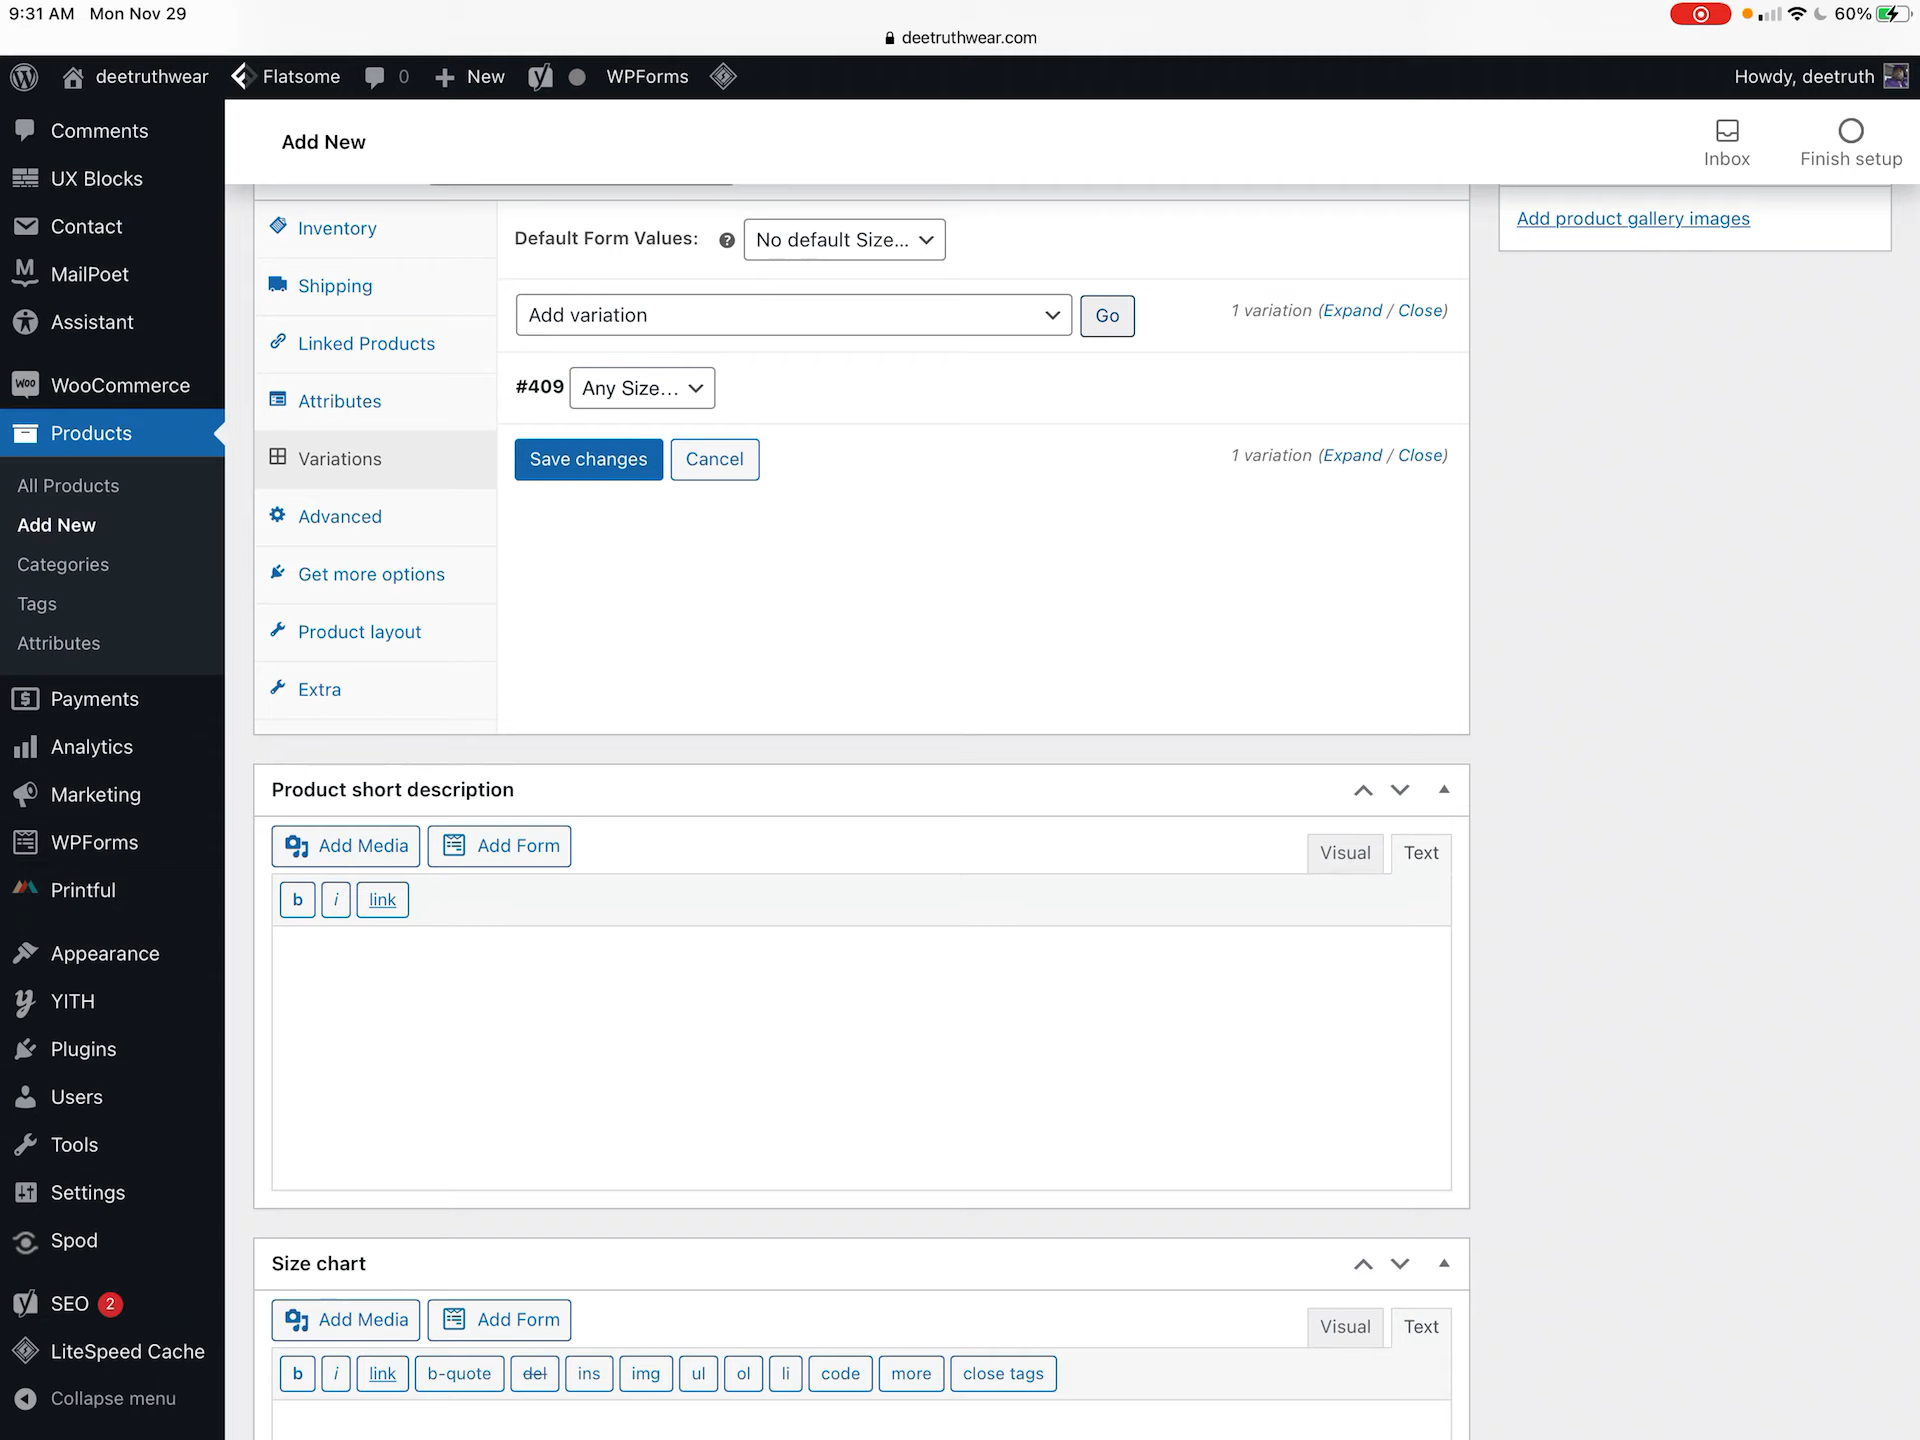 9:31 AM Mon Nov 29
60%
deetruthwear.com
deetruthwear Flatsome 0 New WPForms Howdy, deetruth
Comments
UX Blocks
Contact
MailPoet
Assistant
WooCommerce
Products
All Products
Add New
Categories
Tags
Attributes
Payments
Analytics
Marketing
WPForms
Printful
Appearance
YITH
Plugins
Users
Tools
Settings
Spod
SEO 2
LiteSpeed Cache
Collapse menu
Add New
Inbox
Finish setup
Inventory
Shipping
Linked Products
Attributes
Variations
Advanced
Get more options
Product layout
Extra
Default Form Values: ? No default Size...
Add variation Go 1 variation (Expand / Close)
#409 Any Size...
Save changes Cancel 1 variation (Expand / Close)
Add product gallery images
Product short description
Add Media Add Form Visual Text
b i link
Size chart
Add Media Add Form Visual Text
b i link b-quote del ins img ul ol li code more close tags